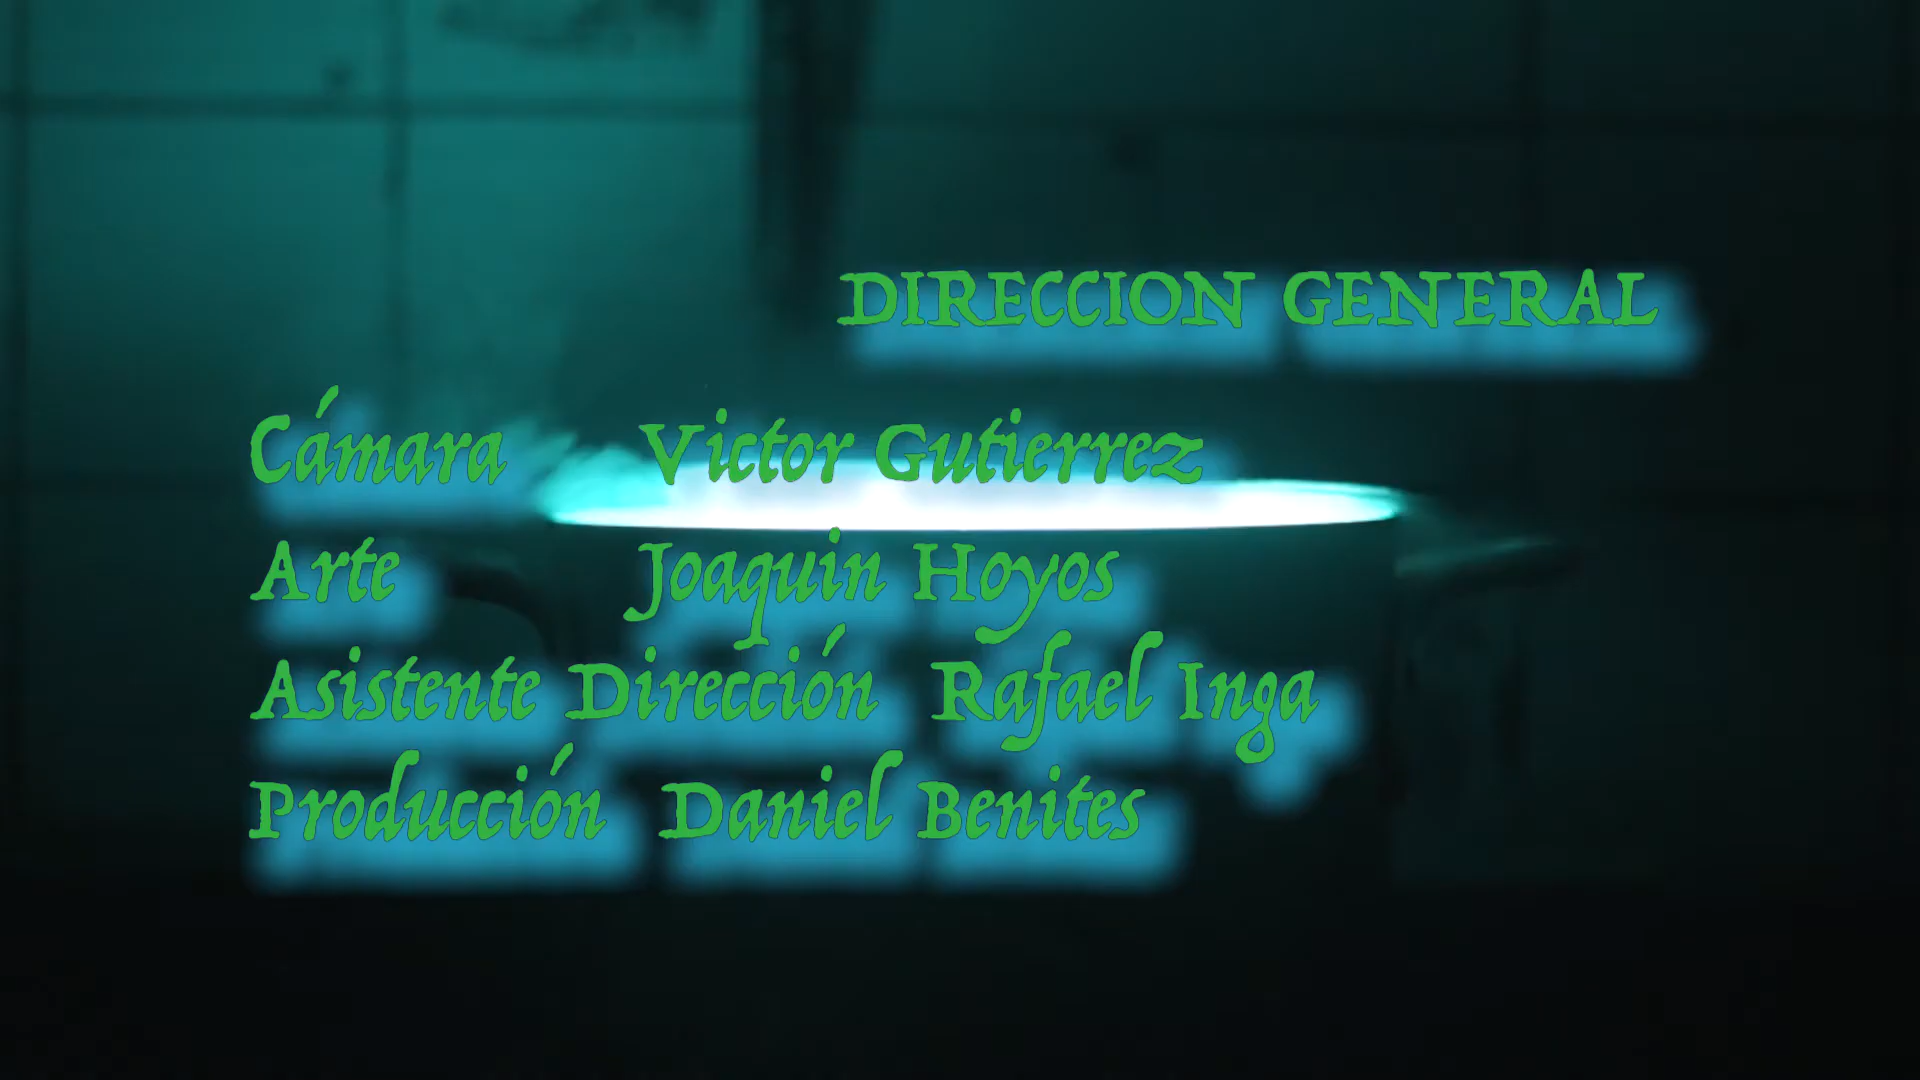 DIRECCION GENERAL
Cámara Victor Gutierrez
Arte Joaquin Hoyos
Asistente Dirección Rafael Inga
Producción Daniel Benites